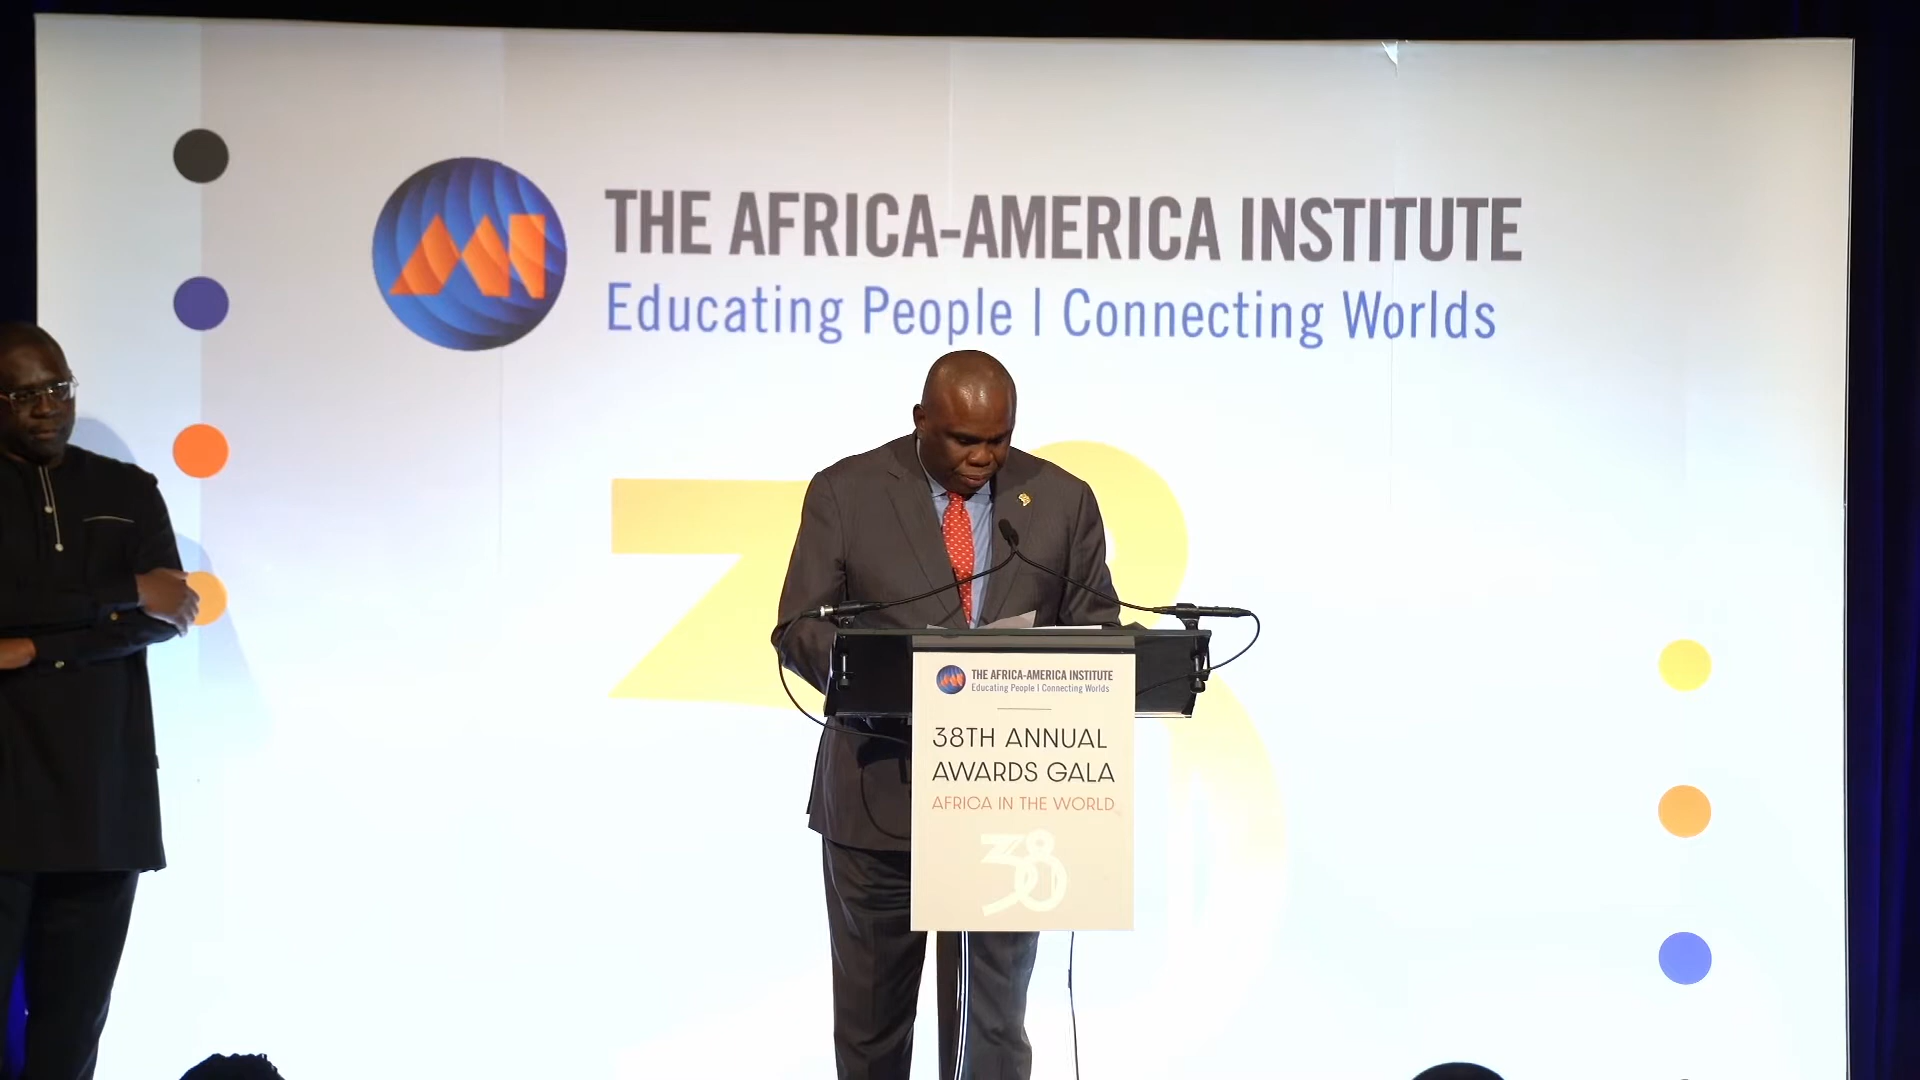 THE AFRICA-AMERICA INSTITUTE
Educating People | Connecting Worlds
38
THE AFRICA-AMERICA INSTITUTE
Educating People | Connecting Worlds
38TH ANNUAL
AWARDS GALA
AFRICA IN THE WORLD
38